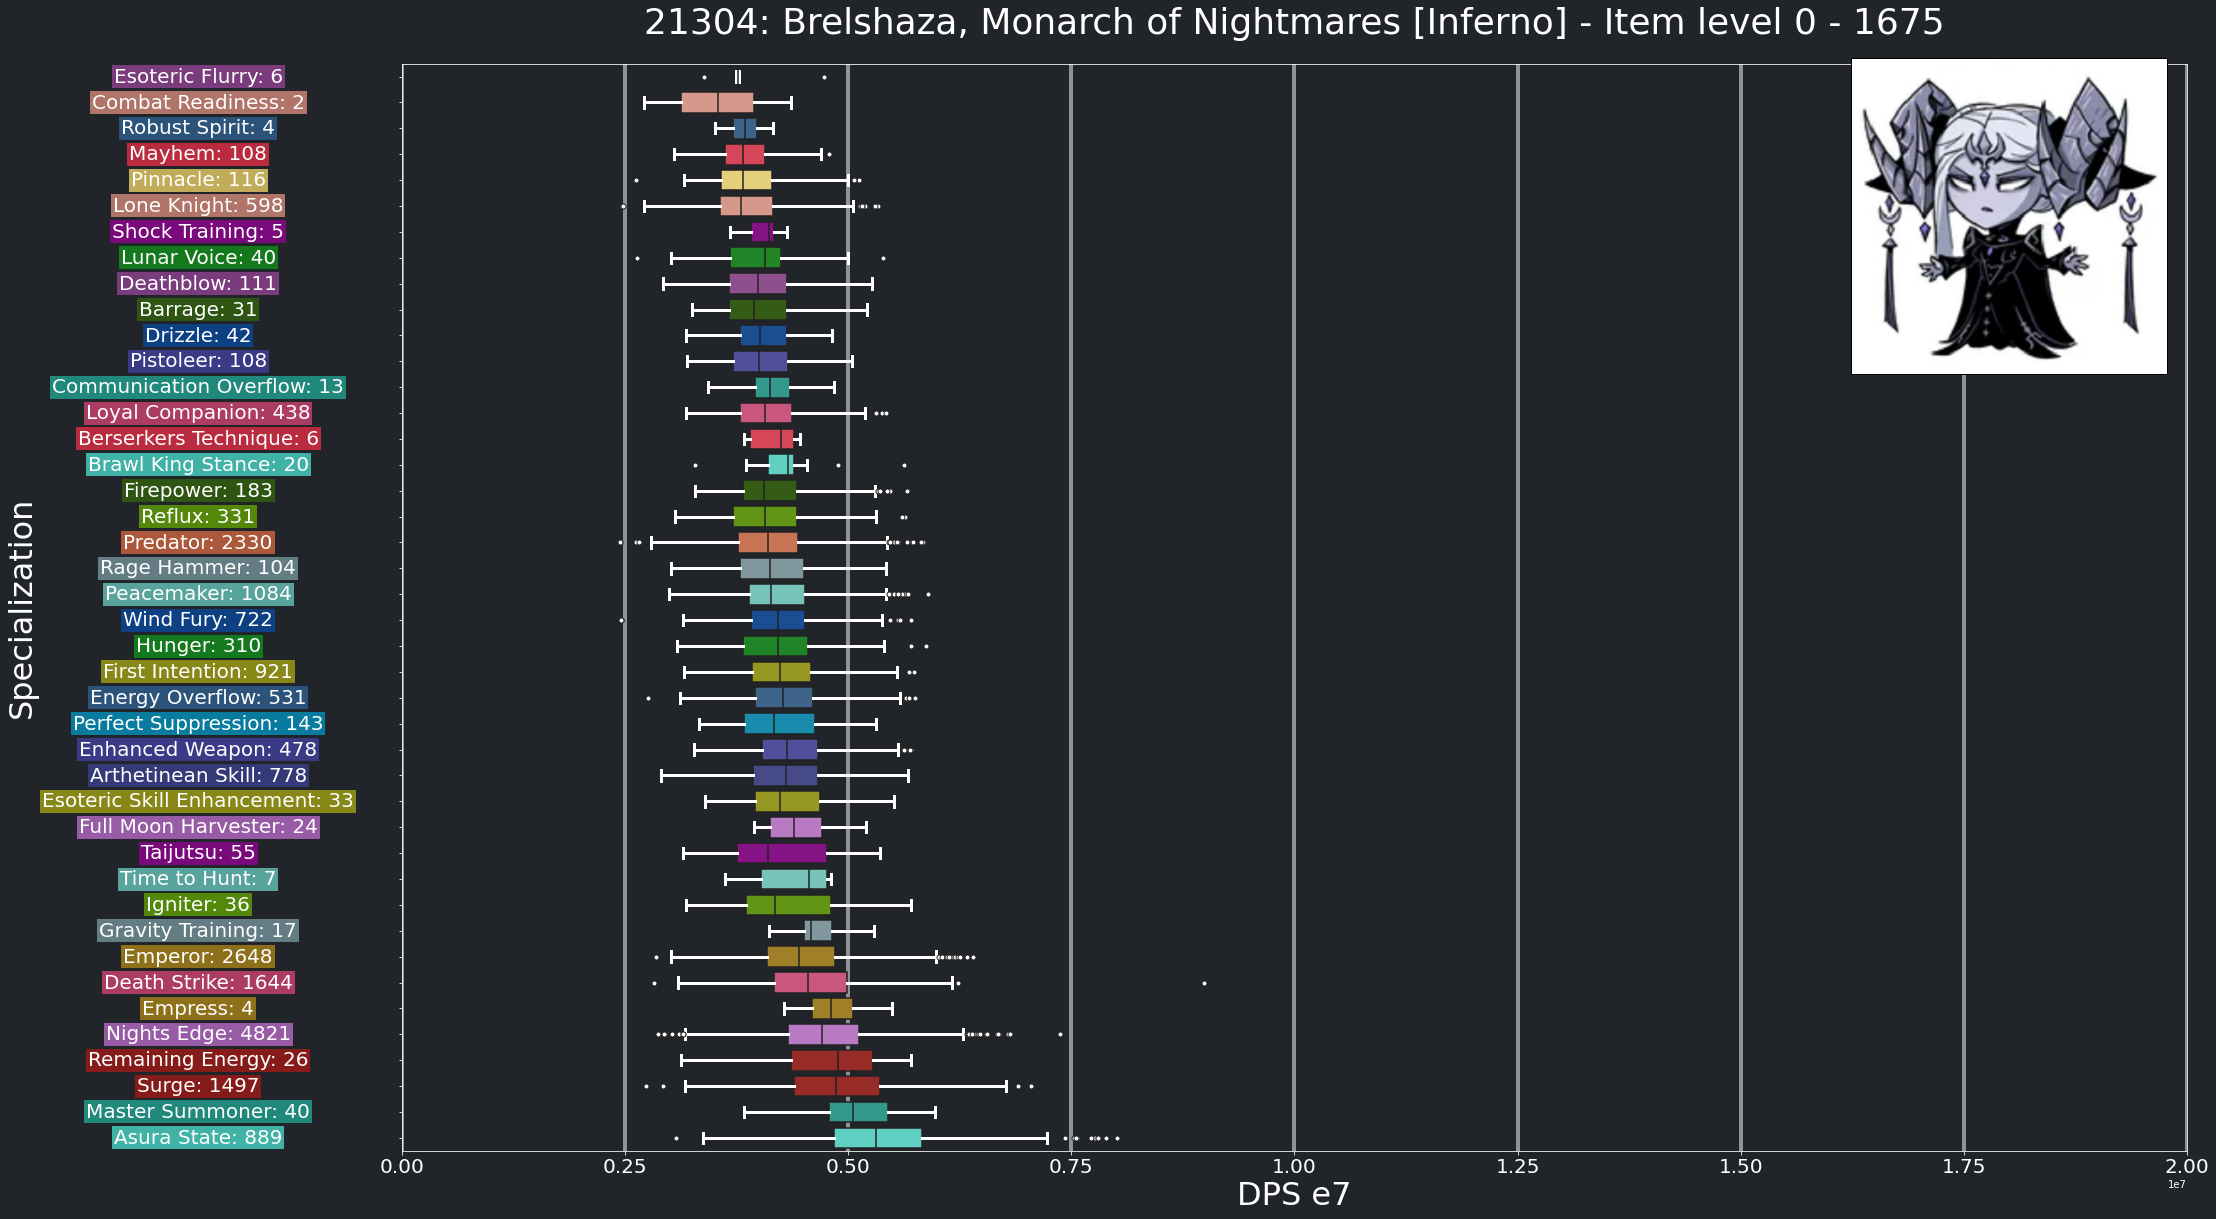 21304: Brelshaza, Monarch of Nightmares [Inferno] - Item level 0 - 1675
Specialization
Esoteric Flurry: 6
Combat Readiness: 2
Robust Spirit: 4
Mayhem: 108
Pinnacle: 116
Lone Knight: 598
Shock Training: 5
Lunar Voice: 40
Deathblow: 111
Barrage: 31
Drizzle: 42
Pistoleer: 108
Communication Overflow: 13
Loyal Companion: 438
Berserkers Technique: 6
Brawl King Stance: 20
Firepower: 183
Reflux: 331
Predator: 2330
Rage Hammer: 104
Peacemaker: 1084
Wind Fury: 722
Hunger: 310
First Intention: 921
Energy Overflow: 531
Perfect Suppression: 143
Enhanced Weapon: 478
Arthetinean Skill: 778
Esoteric Skill Enhancement: 33
Full Moon Harvester: 24
Taijutsu: 55
Time to Hunt: 7
Igniter: 36
Gravity Training: 17
Emperor: 2648
Death Strike: 1644
Empress: 4
Nights Edge: 4821
Remaining Energy: 26
Surge: 1497
Master Summoner: 40
Asura State: 889
0.00 0.25 0.50 0.75 1.00 1.25 1.50 1.75 2.00
1e7
DPS e7